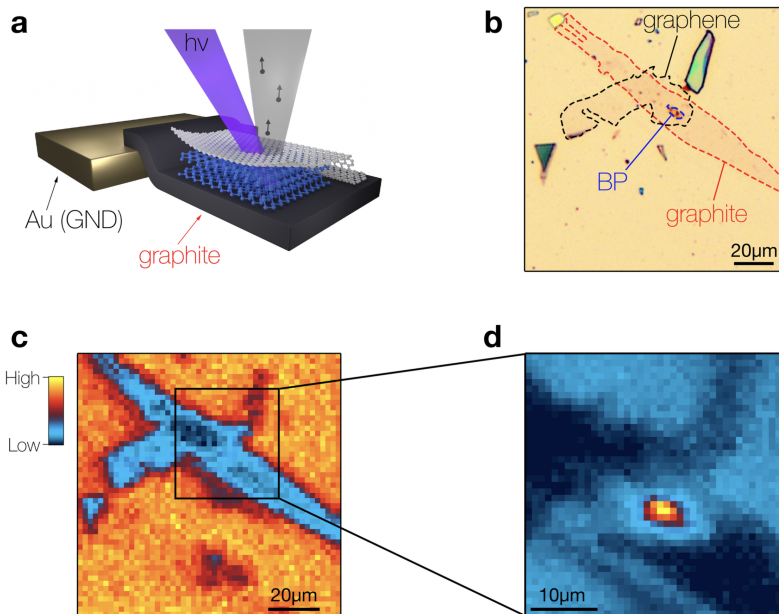 a
hν
Au (GND)
graphite
b
graphene
BP
graphite
20μm
c
High
Low
20μm
d
10μm